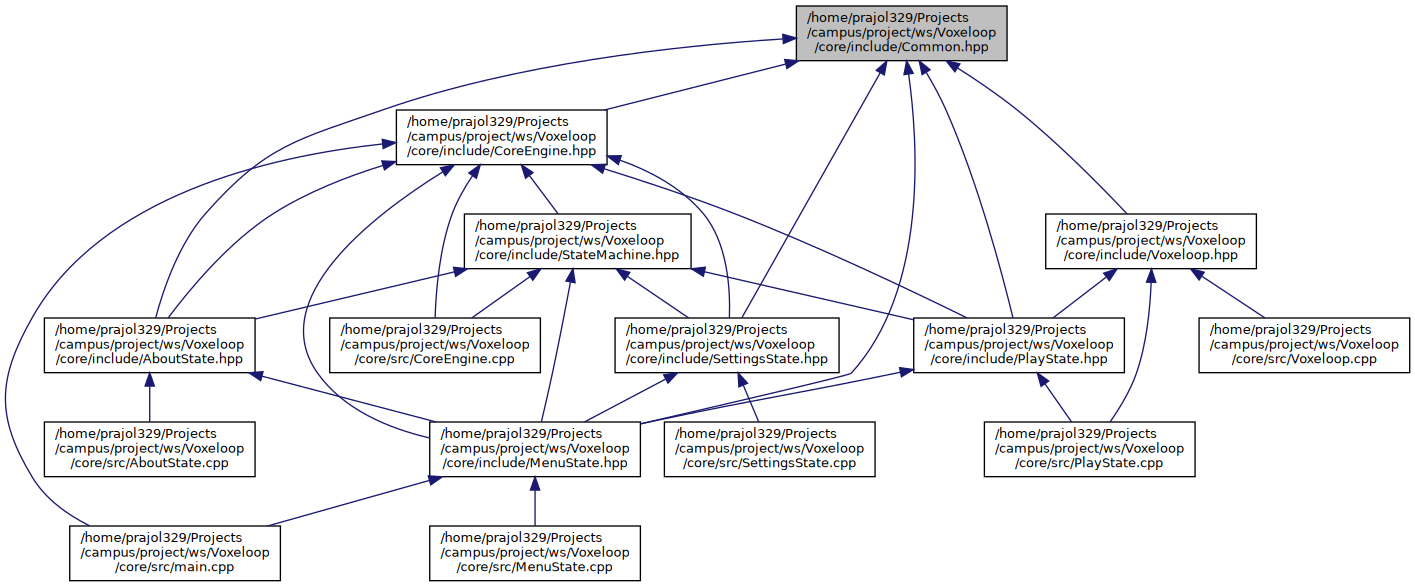 /home/prajol329/Projects
/campus/project/ws/Voxeloop
/core/include/Common.hpp
/home/prajol329/Projects
/campus/project/ws/Voxeloop
/core/include/CoreEngine.hpp
/home/prajol329/Projects
/campus/project/ws/Voxeloop
/core/include/StateMachine.hpp
/home/prajol329/Projects
/campus/project/ws/Voxeloop
/core/include/Voxeloop.hpp
/home/prajol329/Projects
/campus/project/ws/Voxeloop
/core/include/AboutState.hpp
/home/prajol329/Projects
/campus/project/ws/Voxeloop
/core/src/CoreEngine.cpp
/home/prajol329/Projects
/campus/project/ws/Voxeloop
/core/include/SettingsState.hpp
/home/prajol329/Projects
/campus/project/ws/Voxeloop
/core/include/PlayState.hpp
/home/prajol329/Projects
/campus/project/ws/Voxeloop
/core/src/Voxeloop.cpp
/home/prajol329/Projects
/campus/project/ws/Voxeloop
/core/src/AboutState.cpp
/home/prajol329/Projects
/campus/project/ws/Voxeloop
/core/include/MenuState.hpp
/home/prajol329/Projects
/campus/project/ws/Voxeloop
/core/src/SettingsState.cpp
/home/prajol329/Projects
/campus/project/ws/Voxeloop
/core/src/PlayState.cpp
/home/prajol329/Projects
/campus/project/ws/Voxeloop
/core/src/main.cpp
/home/prajol329/Projects
/campus/project/ws/Voxeloop
/core/src/MenuState.cpp